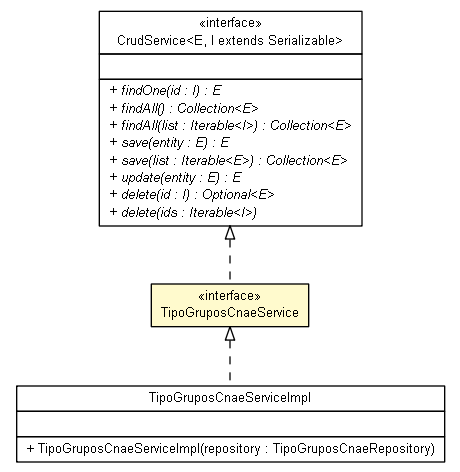 «interface»
CrudService<E, I extends Serializable>
+ findOne(id : I) : E
+ findAll() : Collection<E>
+ findAll(list : Iterable<I>) : Collection<E>
+ save(entity : E) : E
+ save(list : Iterable<E>) : Collection<E>
+ update(entity : E) : E
+ delete(id : I) : Optional<E>
+ delete(ids : Iterable<I>)
«interface»
TipoGruposCnaeService
TipoGruposCnaeServiceImpl
+ TipoGruposCnaeServiceImpl(repository : TipoGruposCnaeRepository)